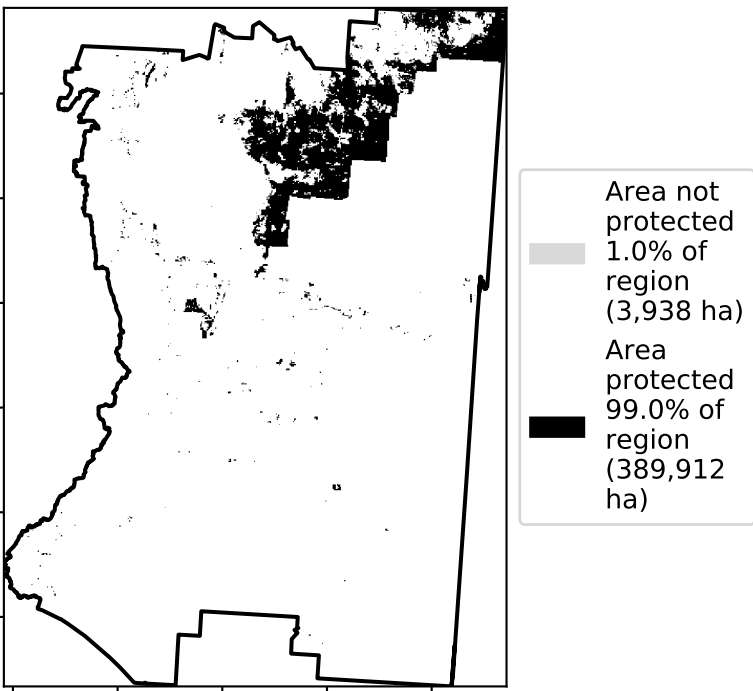 Area not
protected
1.0% of
region
(3,938 ha)
Area
protected
99.0% of
region
(389,912
ha)